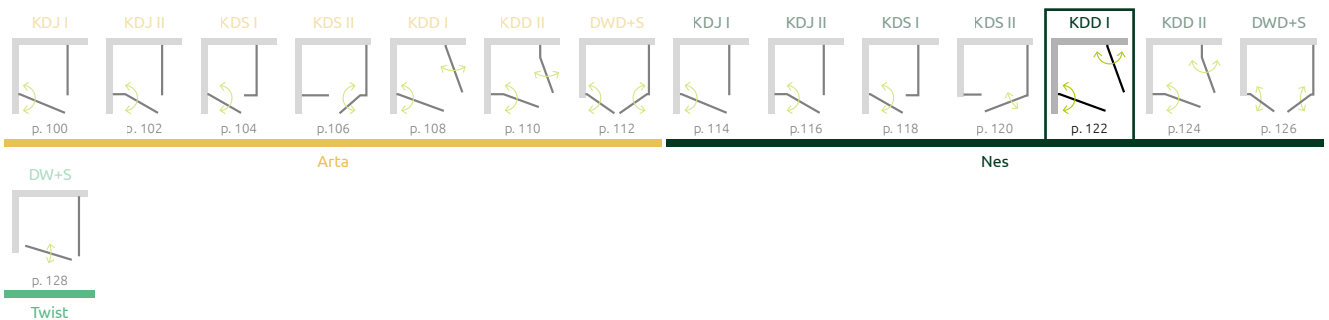 KDJ I KDJ II KDS I KDS II KDD I KDD II DWD+S KDJ I KDJ II KDS I KDS II KDD I KDD II DWD+S
p. 100 p. 102 p. 104 p.106 p. 108 p. 110 p. 112 p. 114 p.116 p. 118 p. 120 p. 122 p.124 p. 126
Arta Nes
DW+S
p. 128
Twist